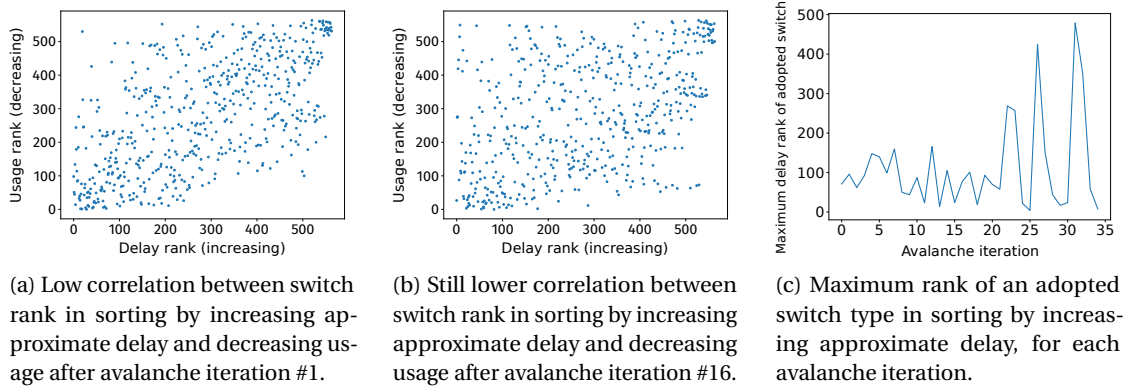 500
400
300
200
100
0
Usage rank (decreasing)
0 100 200 300 400 500
Delay rank (increasing)
(a) Low correlation between switch
rank in sorting by increasing ap-
proximate delay and decreasing us-
age after avalanche iteration #1.
500
400
300
200
100
0
Usage rank (decreasing)
0 100 200 300 400 500
Delay rank (increasing)
(b) Still lower correlation between
switch rank in sorting by increasing
approximate delay and decreasing
usage after avalanche iteration #16.
500
400
300
200
100
0
Maximum delay rank of adopted switch
0 5 10 15 20 25 30 35
Avalanche iteration
(c) Maximum rank of an adopted
switch type in sorting by increas-
ing approximate delay, for each
avalanche iteration.